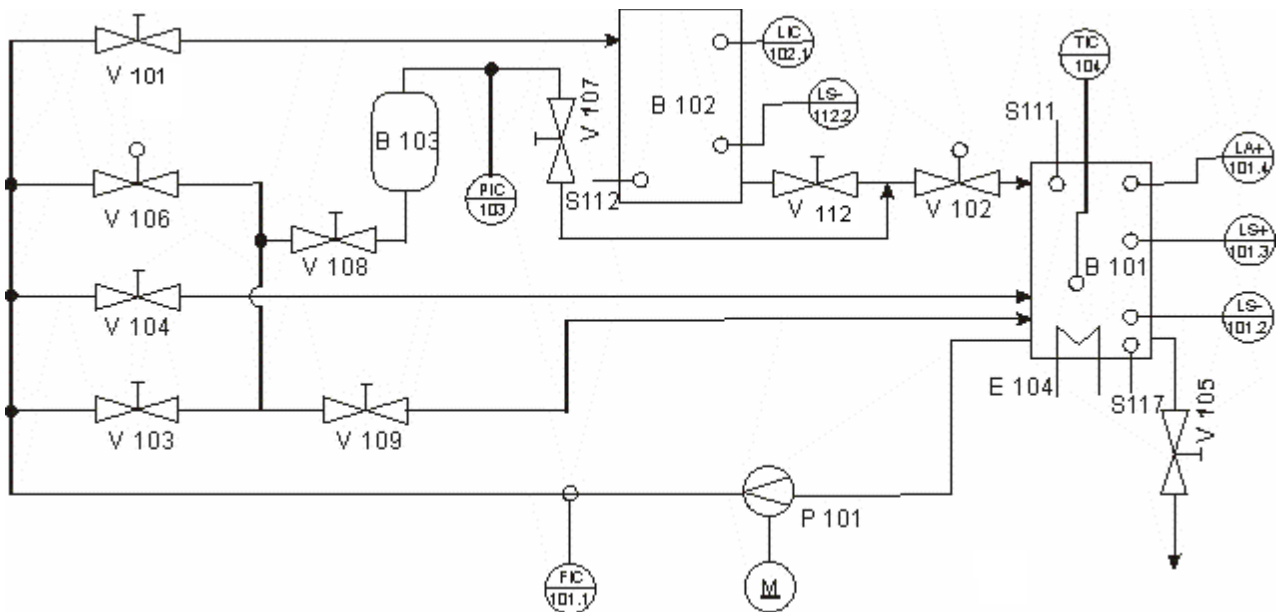 V 101
LIC
102.1
TIC
104
B 102
V 107
LS-
112.2
B 103
S111
LA+
101.4
V 106
PIC
103
S112
V 112
V 102
LS+
101.3
V 108
B 101
V 104
LS-
101.2
E 104
S117
V 105
V 103
V 109
P 101
FIC
101.1
M